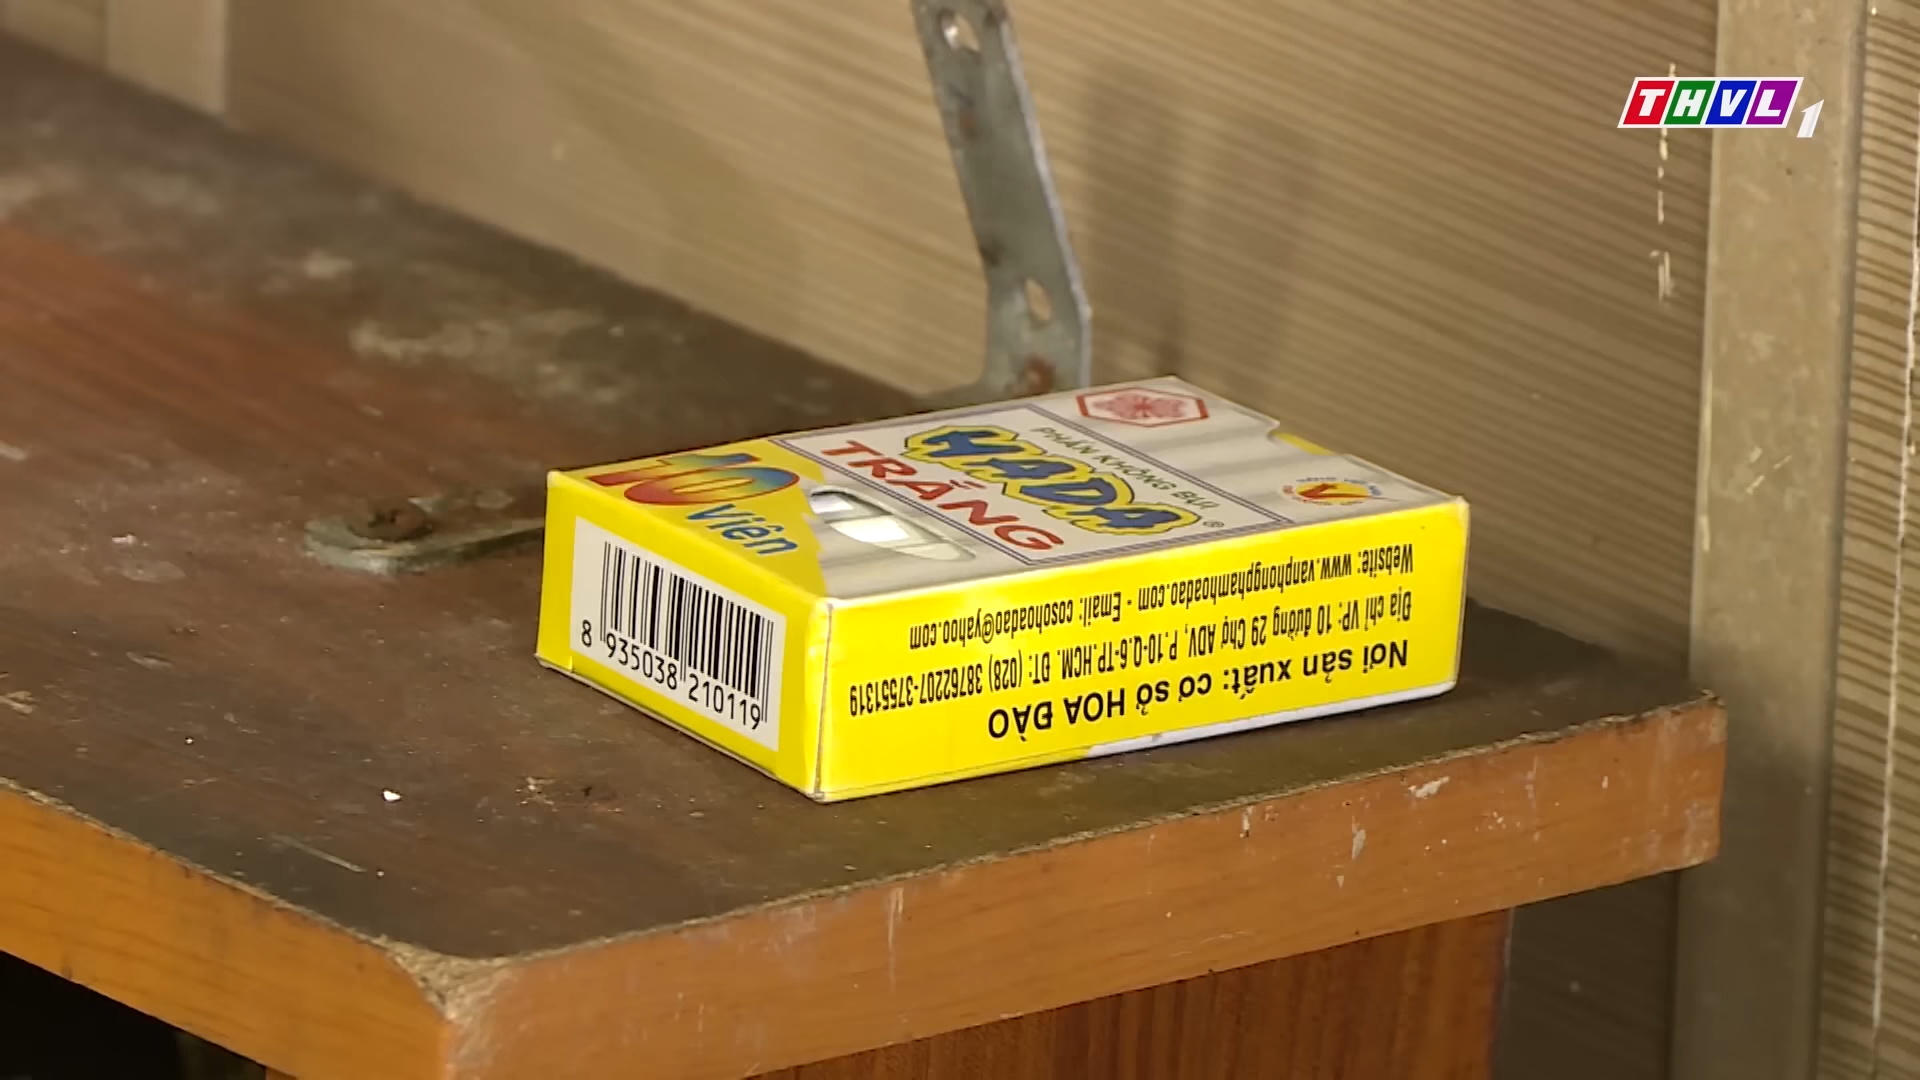 THVL1
PHẤN KHÔNG BỤI
HADA®
TRẮNG
10
Viên
8 935038 210119
Nơi sản xuất: cơ sở HOA ĐÀO
Địa chỉ VP: 10 đường 29 Chợ ADV, P.10-Q.6-TP.HCM. ĐT: (028) 38762207-37551319
Website: www.vanphongphamhoadao.com - Email: cosohoadao@yahoo.com